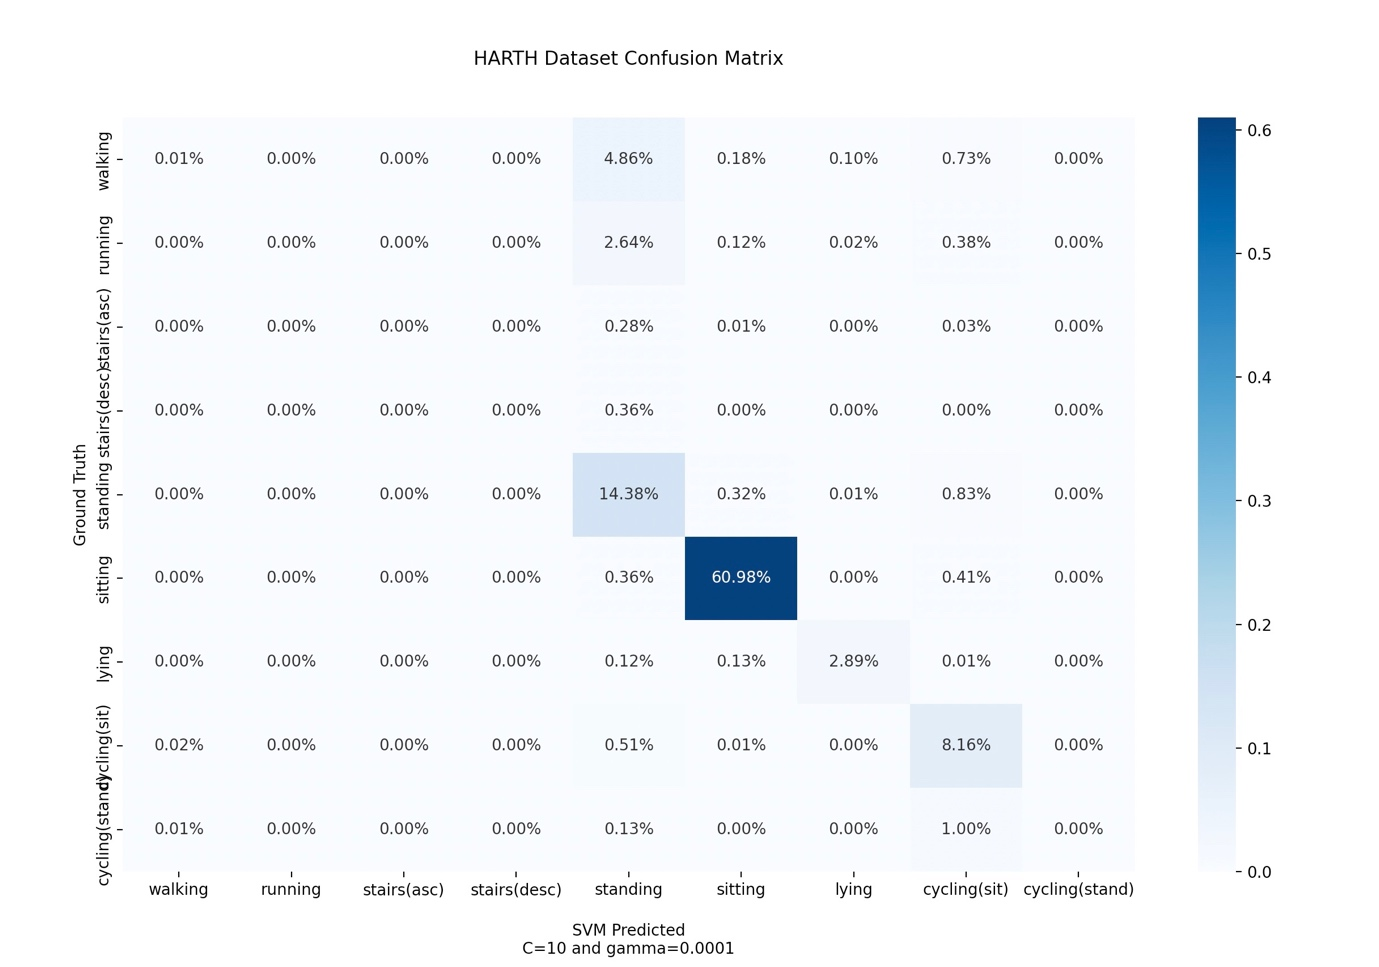 HARTH Dataset Confusion Matrix
walking 0.01% 0.00% 0.00% 0.00% 4.86% 0.18% 0.10% 0.73% 0.00%
running 0.00% 0.00% 0.00% 0.00% 2.64% 0.12% 0.02% 0.38% 0.00%
stairs(asc) 0.00% 0.00% 0.00% 0.00% 0.28% 0.01% 0.00% 0.03% 0.00%
stairs(desc) 0.00% 0.00% 0.00% 0.00% 0.36% 0.00% 0.00% 0.00% 0.00%
standing 0.00% 0.00% 0.00% 0.00% 14.38% 0.32% 0.01% 0.83% 0.00%
sitting 0.00% 0.00% 0.00% 0.00% 0.36% 60.98% 0.00% 0.41% 0.00%
lying 0.00% 0.00% 0.00% 0.00% 0.12% 0.13% 2.89% 0.01% 0.00%
cycling(sit) 0.02% 0.00% 0.00% 0.00% 0.51% 0.01% 0.00% 8.16% 0.00%
cycling(stand) 0.01% 0.00% 0.00% 0.00% 0.13% 0.00% 0.00% 1.00% 0.00%
Ground Truth
walking running stairs(asc) stairs(desc) standing sitting lying cycling(sit) cycling(stand)
SVM Predicted
C=10 and gamma=0.0001
0.6
0.5
0.4
0.3
0.2
0.1
0.0